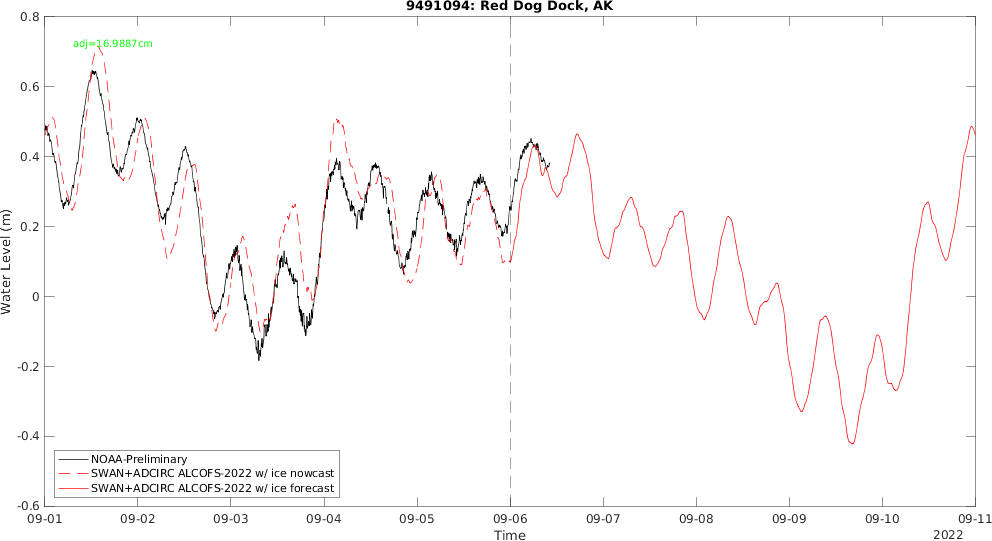 9491094: Red Dog Dock, AK
adj=16.9887cm
Water Level (m)
0.8
0.6
0.4
0.2
0
-0.2
-0.4
-0.6
NOAA-Preliminary
SWAN+ADCIRC ALCOFS-2022 w/ ice nowcast
SWAN+ADCIRC ALCOFS-2022 w/ ice forecast
09-01 09-02 09-03 09-04 09-05 09-06 09-07 09-08 09-09 09-10 09-11
Time
2022